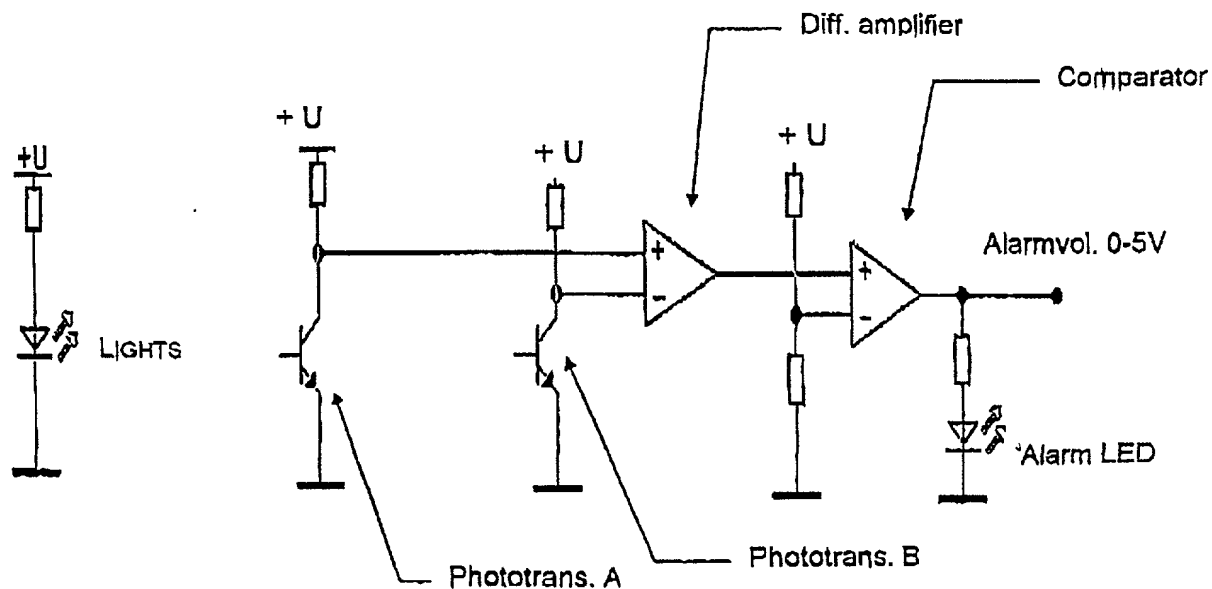 Diff. amplifier
Comparator
+U
+ U
+ U
+ U
+
-
+
-
Alarmvol. 0-5V
LIGHTS
Alarm LED
Phototrans. A
Phototrans. B